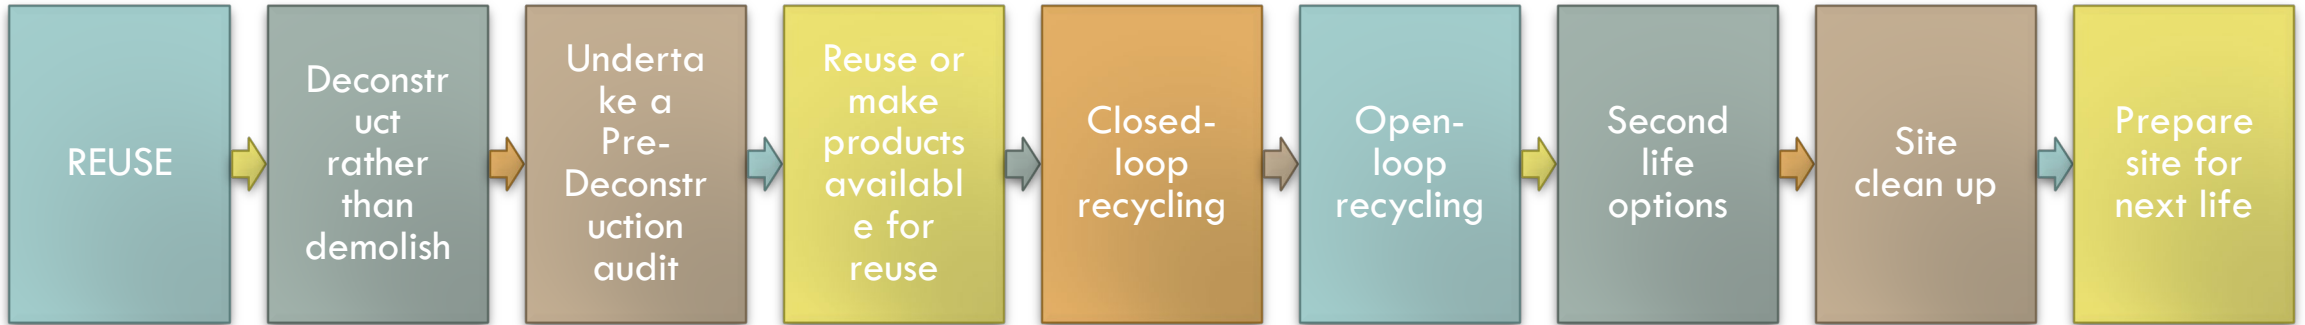 REUSE
Deconstr
uct
rather
than
demolish
Underta
ke a
Pre-
Deconstr
uction
audit
Reuse or
make
products
availabl
e for
reuse
Closed-
loop
recycling
Open-
loop
recycling
Second
life
options
Site
clean up
Prepare
site for
next life